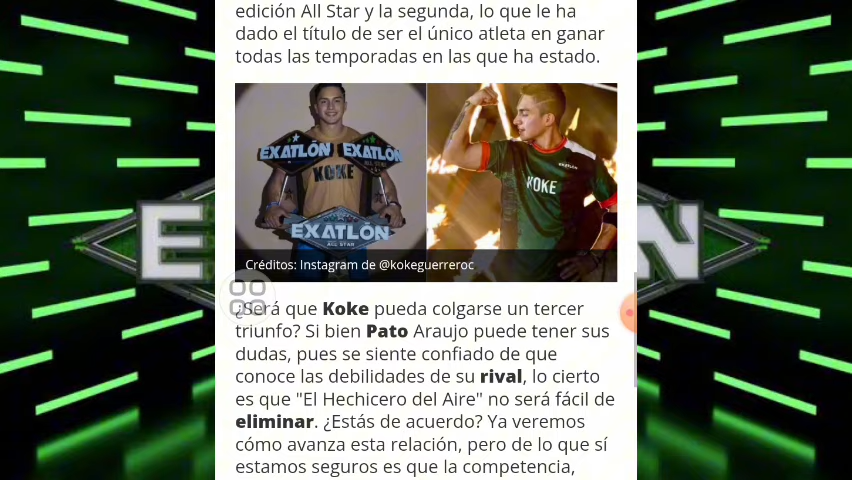 edición All Star y la segunda, lo que le ha
dado el título de ser el único atleta en ganar
todas las temporadas en las que ha estado.
EXATLÓN EXATLÓN
KOKE
EXATLÓN
ALL STAR
EXATLÓN
KOKE
Créditos: Instagram de @kokeguerreroc
¿Será que Koke pueda colgarse un tercer
triunfo? Si bien Pato Araujo puede tener sus
dudas, pues se siente confiado de que
conoce las debilidades de su rival, lo cierto
es que "El Hechicero del Aire" no será fácil de
eliminar. ¿Estás de acuerdo? Ya veremos
cómo avanza esta relación, pero de lo que sí
estamos seguros es que la competencia,
E
N